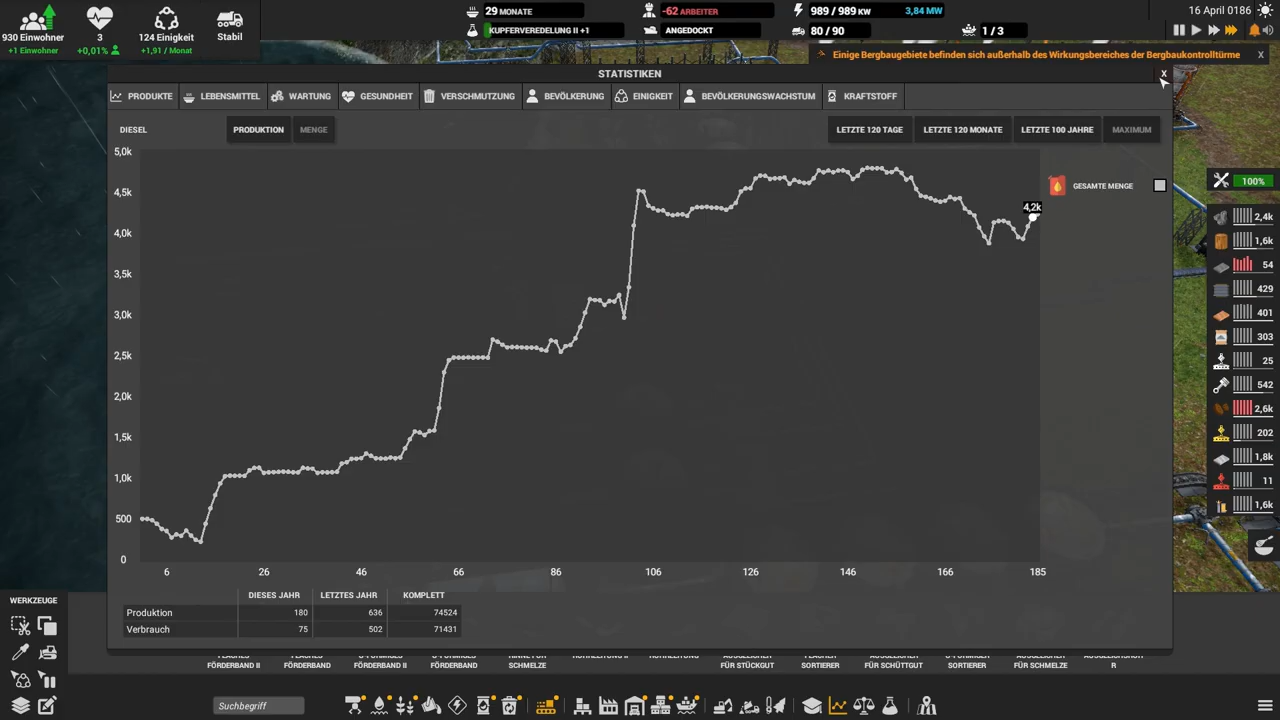 930 Einwohner
+1 Einwohner
3
+0,01%
124 Einigkeit
+1,91 / Monat
Stabil
29 MONATE
KUPFERVEREDELUNG II +1
-62 ARBEITER
ANGEDOCKT
989 / 989 KW
3,84 MW
80 / 90
1 / 3
16 April 0186
Einige Bergbaugebiete befinden sich außerhalb des Wirkungsbereiches der Bergbaukontrolltürme
X
STATISTIKEN
X
PRODUKTE
LEBENSMITTEL
WARTUNG
GESUNDHEIT
VERSCHMUTZUNG
BEVÖLKERUNG
EINIGKEIT
BEVÖLKERUNGSWACHSTUM
KRAFTSTOFF
DIESEL
PRODUKTION
MENGE
LETZTE 120 TAGE
LETZTE 120 MONATE
LETZTE 100 JAHRE
MAXIMUM
5,0k
4,5k
4,0k
3,5k
3,0k
2,5k
2,0k
1,5k
1,0k
500
0
4,2k
GESAMTE MENGE
6
26
46
66
86
106
126
146
166
185
DIESES JAHR
LETZTES JAHR
KOMPLETT
Produktion
180
636
74524
Verbrauch
75
502
71431
100%
2,4k
1,6k
54
429
401
303
25
542
2,6k
202
1,8k
11
1,6k
WERKZEUGE
FÖRDERBAND II
FÖRDERBAND
FÖRDERBAND II
FÖRDERBAND
SCHMELZE
FÜR STÜCKGUT
SORTIERER
FÜR SCHÜTTGUT
SORTIERER
FÜR SCHMELZE
R
Suchbegriff